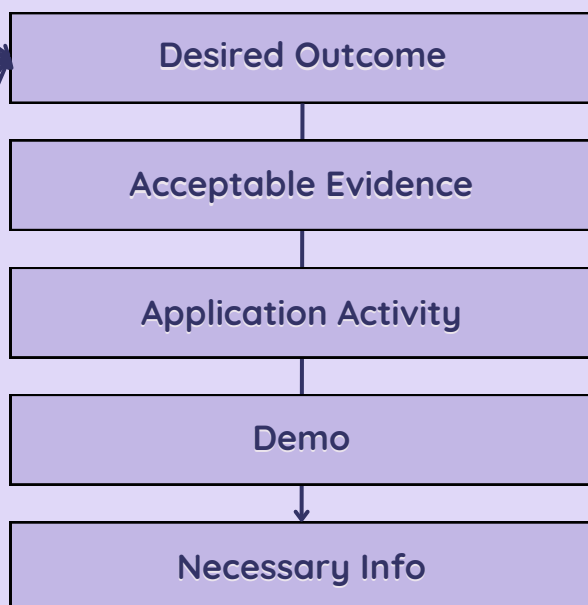 Desired Outcome
Acceptable Evidence
Application Activity
Demo
Necessary Info